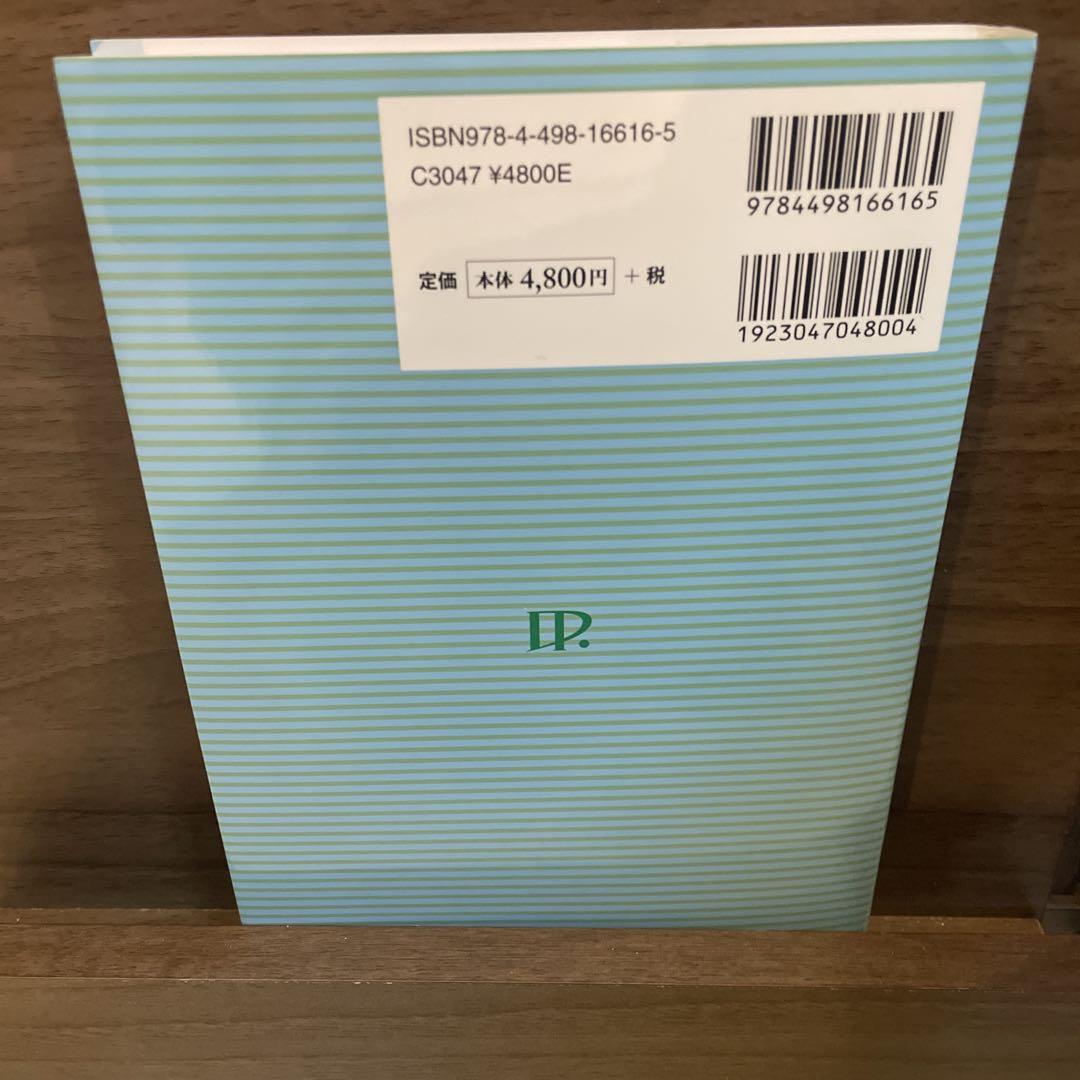 ISBN978-4-498-16616-5
C3047 ¥4800E
定価 本体 4,800円 + 税
9784498166165
1923047048004